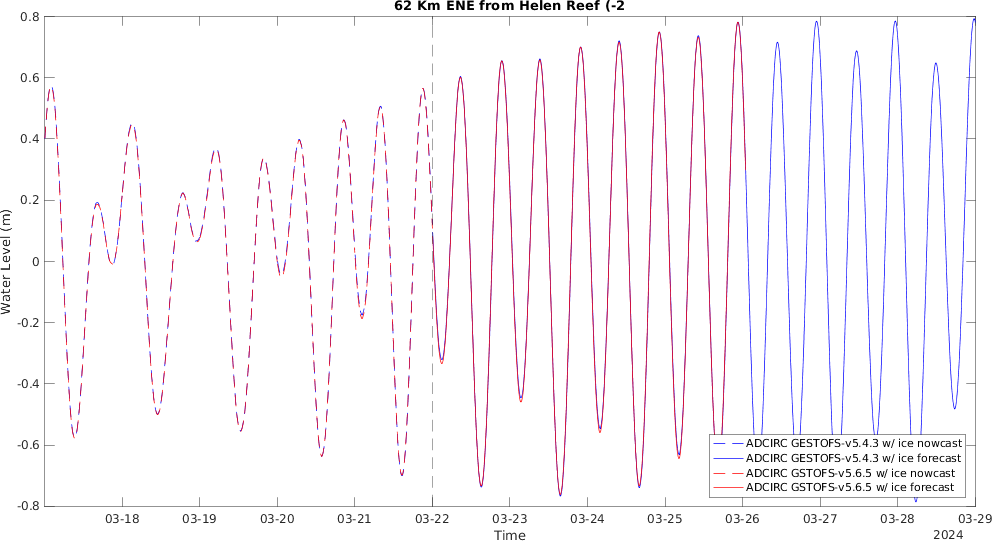 62 Km ENE from Helen Reef (-2
0.8
0.6
0.4
0.2
0
-0.2
-0.4
-0.6
-0.8
Water Level (m)
03-18 03-19 03-20 03-21 03-22 03-23 03-24 03-25 03-26 03-27 03-28 03-29
Time
2024
ADCIRC GESTOFS-v5.4.3 w/ ice nowcast
ADCIRC GESTOFS-v5.4.3 w/ ice forecast
ADCIRC GSTOFS-v5.6.5 w/ ice nowcast
ADCIRC GSTOFS-v5.6.5 w/ ice forecast